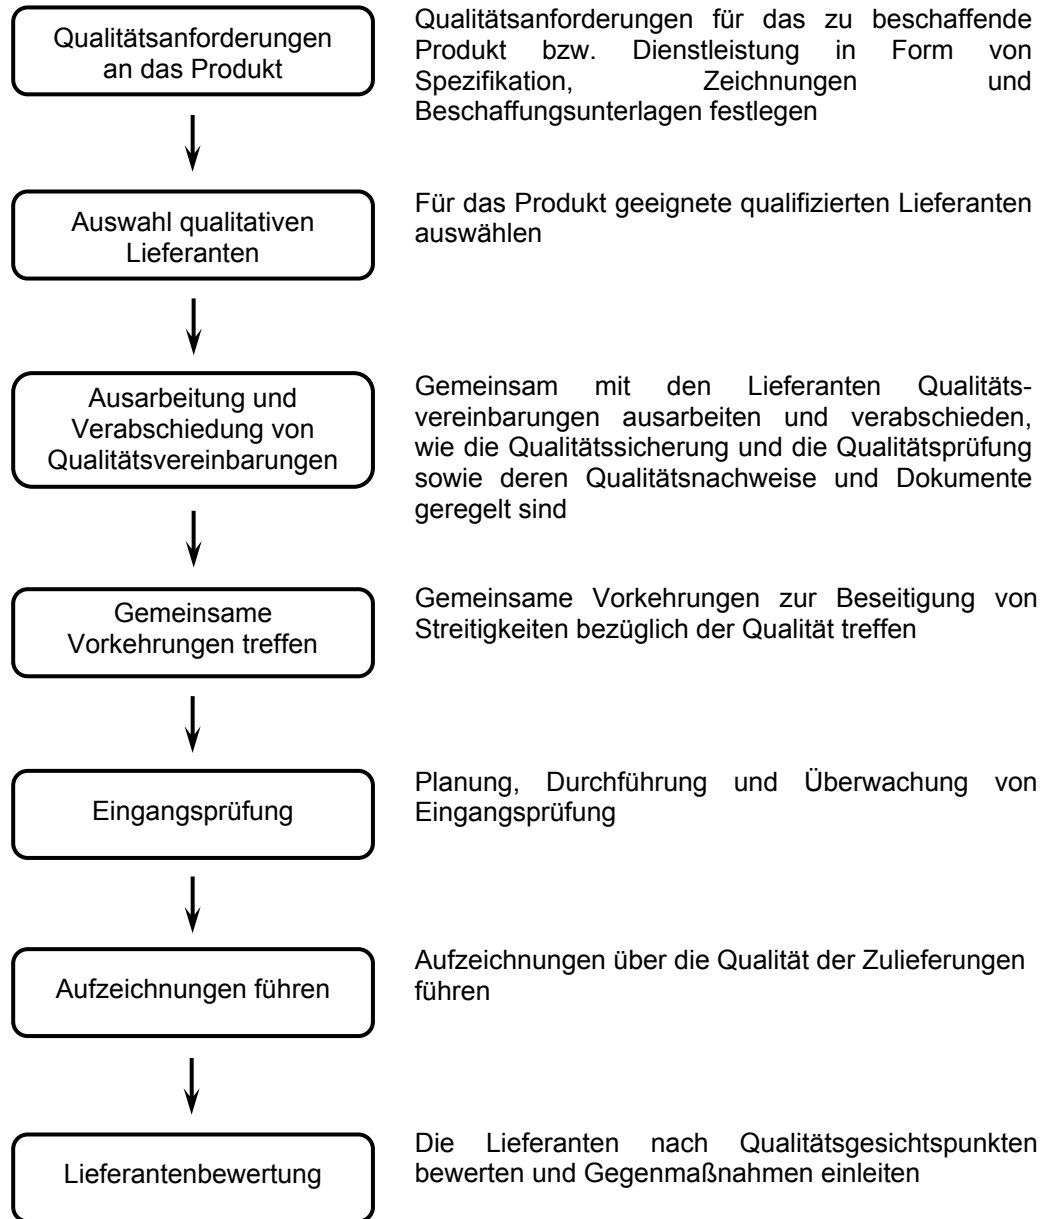 Qualitätsanforderungen
an das Produkt
Qualitätsanforderungen für das zu beschaffende
Produkt bzw. Dienstleistung in Form von
Spezifikation, Zeichnungen und
Beschaffungsunterlagen festlegen
Auswahl qualitativen
Lieferanten
Für das Produkt geeignete qualifizierten Lieferanten
auswählen
Ausarbeitung und
Verabschiedung von
Qualitätsvereinbarungen
Gemeinsam mit den Lieferanten Qualitäts-
vereinbarungen ausarbeiten und verabschieden,
wie die Qualitätssicherung und die Qualitätsprüfung
sowie deren Qualitätsnachweise und Dokumente
geregelt sind
Gemeinsame
Vorkehrungen treffen
Gemeinsame Vorkehrungen zur Beseitigung von
Streitigkeiten bezüglich der Qualität treffen
Eingangsprüfung
Planung, Durchführung und Überwachung von
Eingangsprüfung
Aufzeichnungen führen
Aufzeichnungen über die Qualität der Zulieferungen
führen
Lieferantenbewertung
Die Lieferanten nach Qualitätsgesichtspunkten
bewerten und Gegenmaßnahmen einleiten